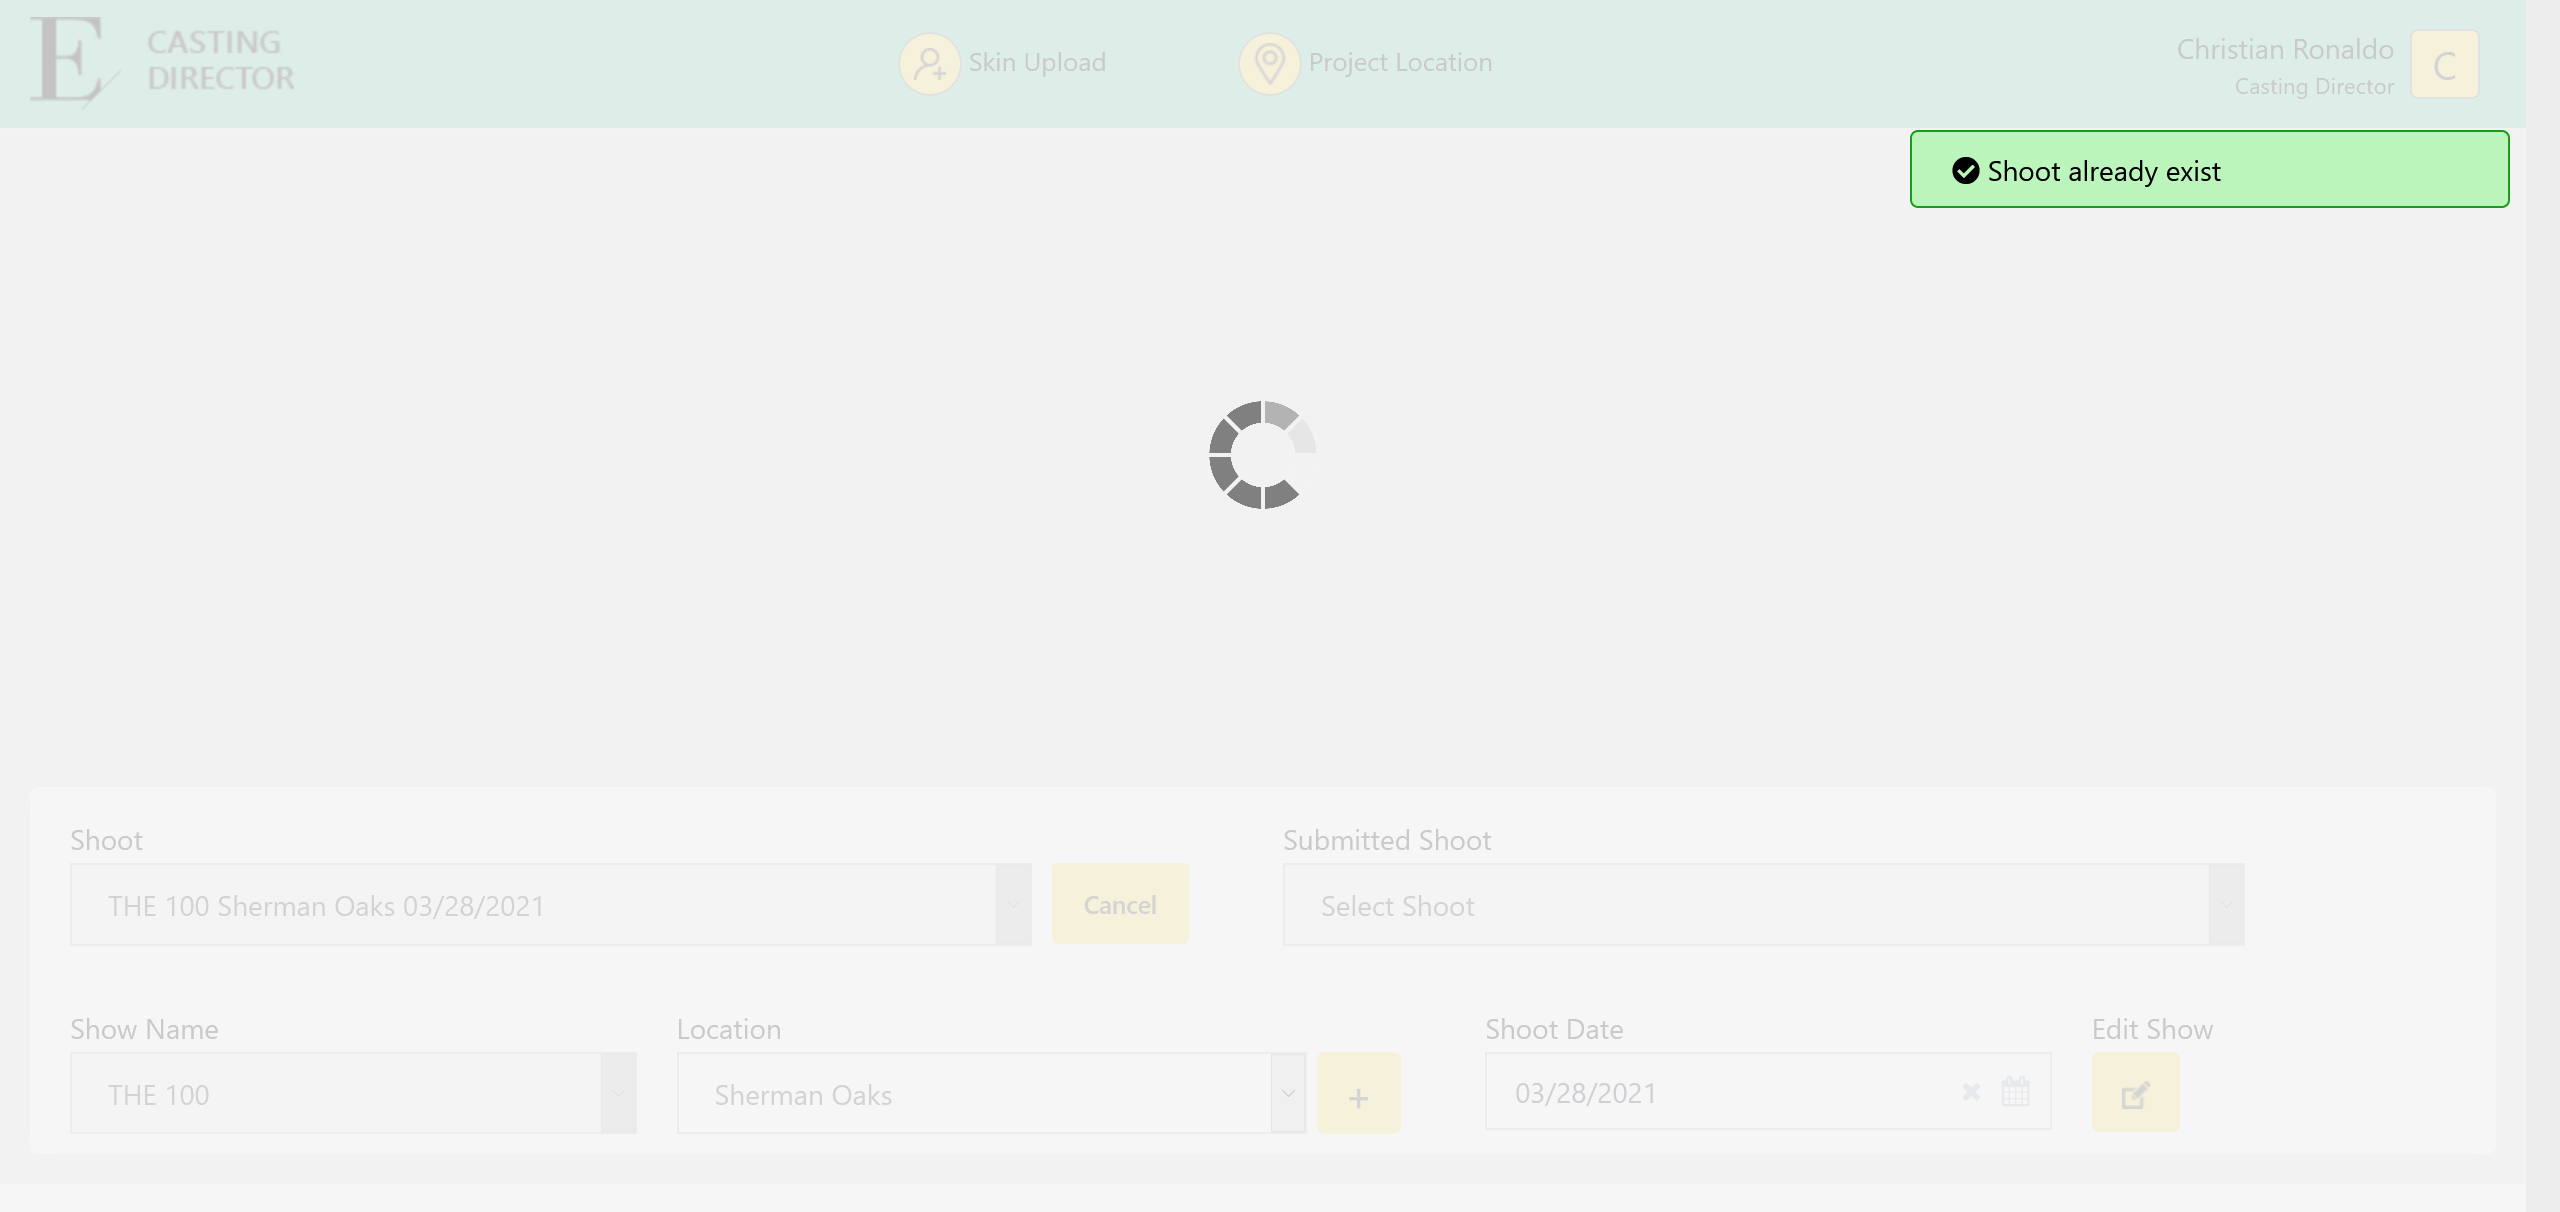 E
CASTING
DIRECTOR
Skin Upload
Project Location
Christian Ronaldo
Casting Director
C
Shoot already exist
Shoot
Submitted Shoot
THE 100 Sherman Oaks 03/28/2021
Cancel
Select Shoot
Show Name
Location
Shoot Date
Edit Show
THE 100
Sherman Oaks
+
03/28/2021